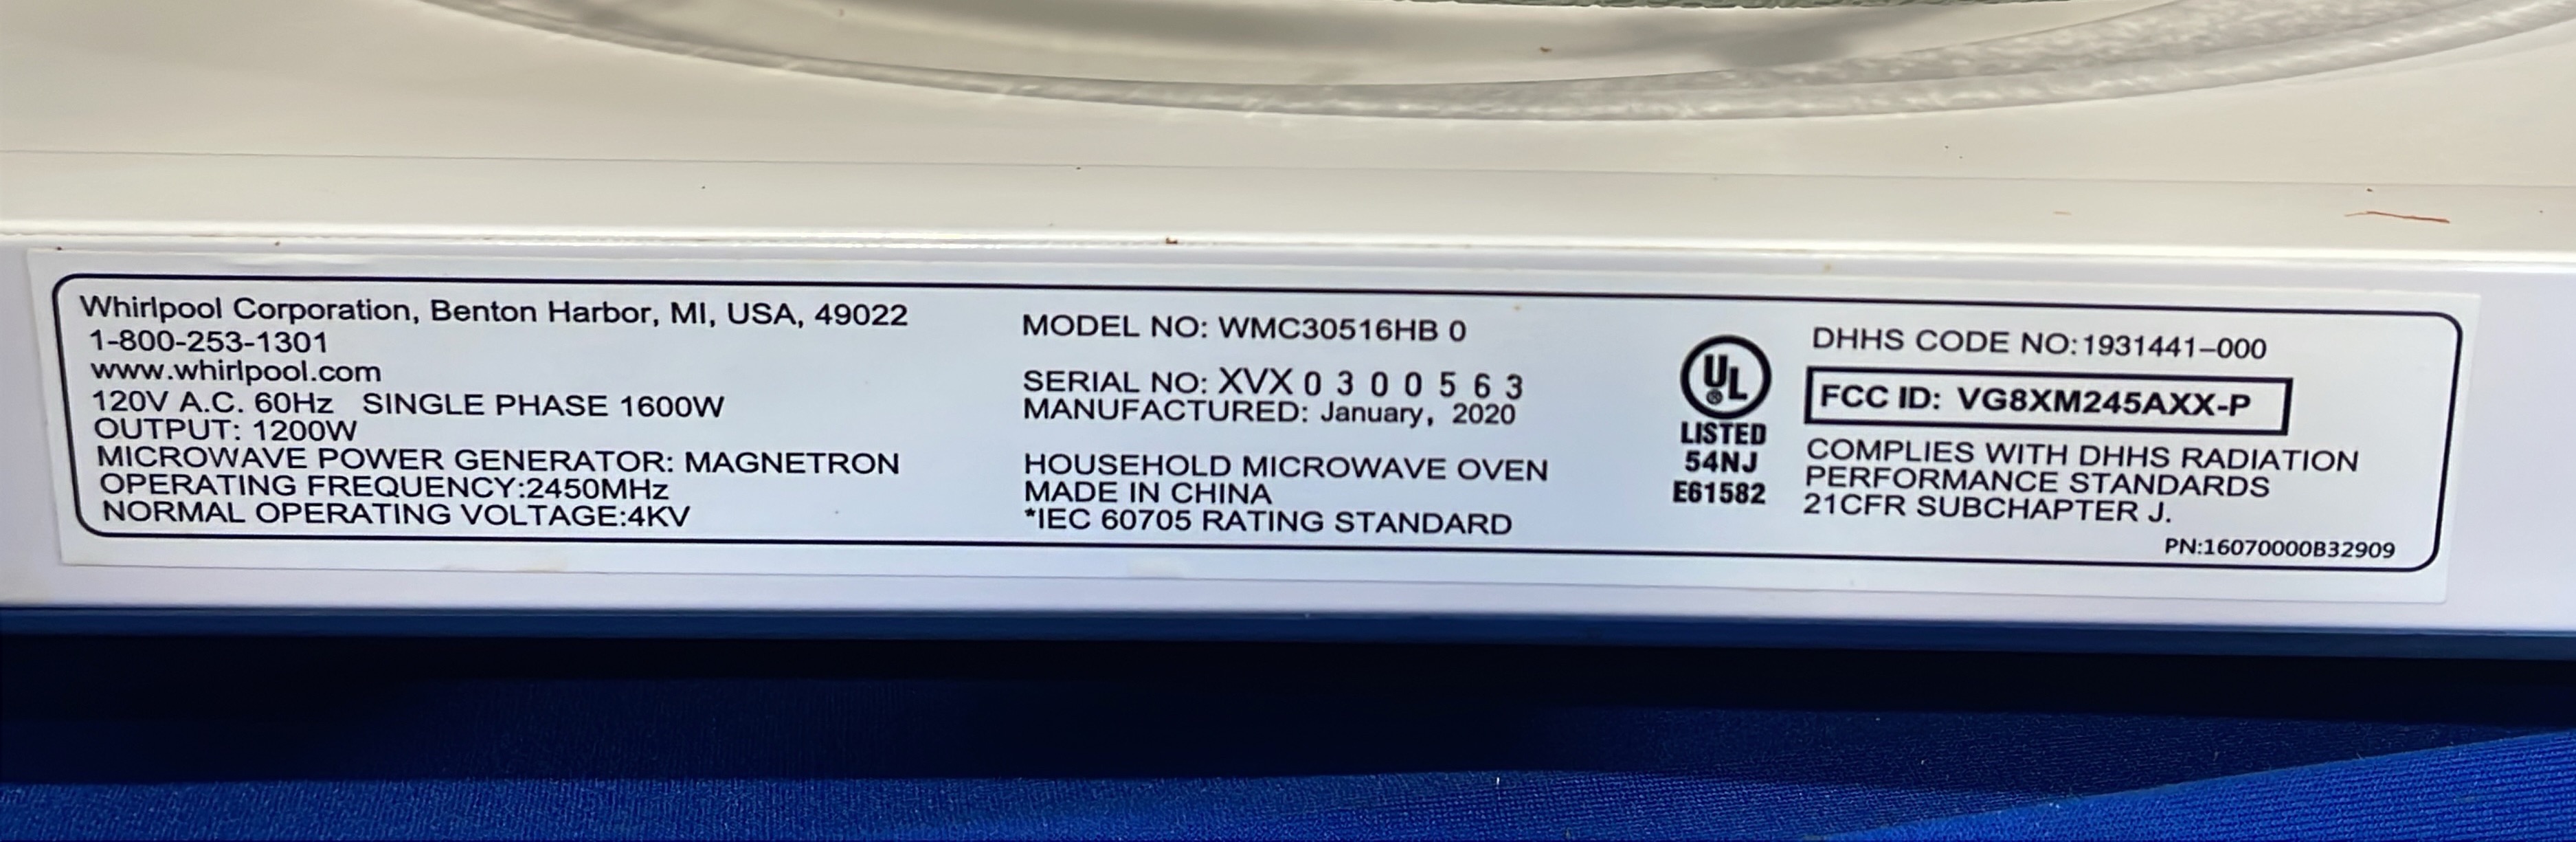 Whirlpool Corporation, Benton Harbor, MI, USA, 49022
1-800-253-1301
www.whirlpool.com
120V A.C. 60Hz SINGLE PHASE 1600W
OUTPUT: 1200W
MICROWAVE POWER GENERATOR: MAGNETRON
OPERATING FREQUENCY:2450MHz
NORMAL OPERATING VOLTAGE:4KV
MODEL NO: WMC30516HB 0
SERIAL NO: XVX 0 3 0 0 5 6 3
MANUFACTURED: January, 2020
HOUSEHOLD MICROWAVE OVEN
MADE IN CHINA
*IEC 60705 RATING STANDARD
UL ®
LISTED
54NJ
E61582
DHHS CODE NO:1931441-000
FCC ID: VG8XM245AXX-P
COMPLIES WITH DHHS RADIATION
PERFORMANCE STANDARDS
21CFR SUBCHAPTER J.
PN:16070000B32909